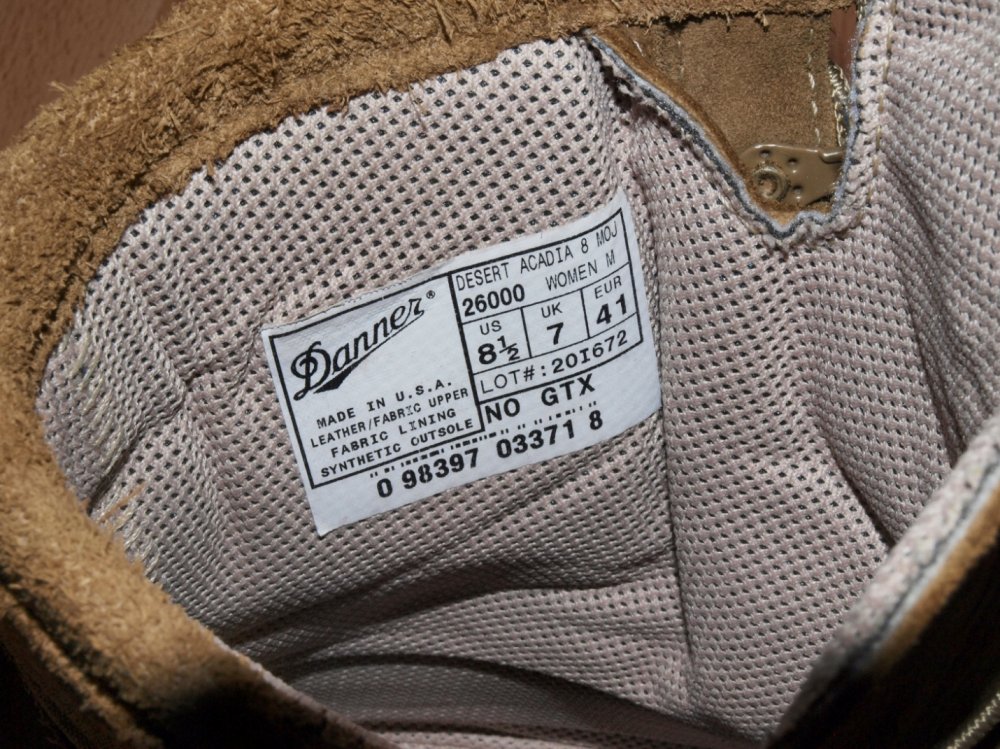 Danner®
MADE IN U.S.A.
LEATHER/FABRIC UPPER
FABRIC LINING
SYNTHETIC OUTSOLE
DESERT ACADIA 8 MOJ
26000 WOMEN M
US UK EUR
8½ 7 41
LOT#:20I672
NO GTX
0 98397 03371 8